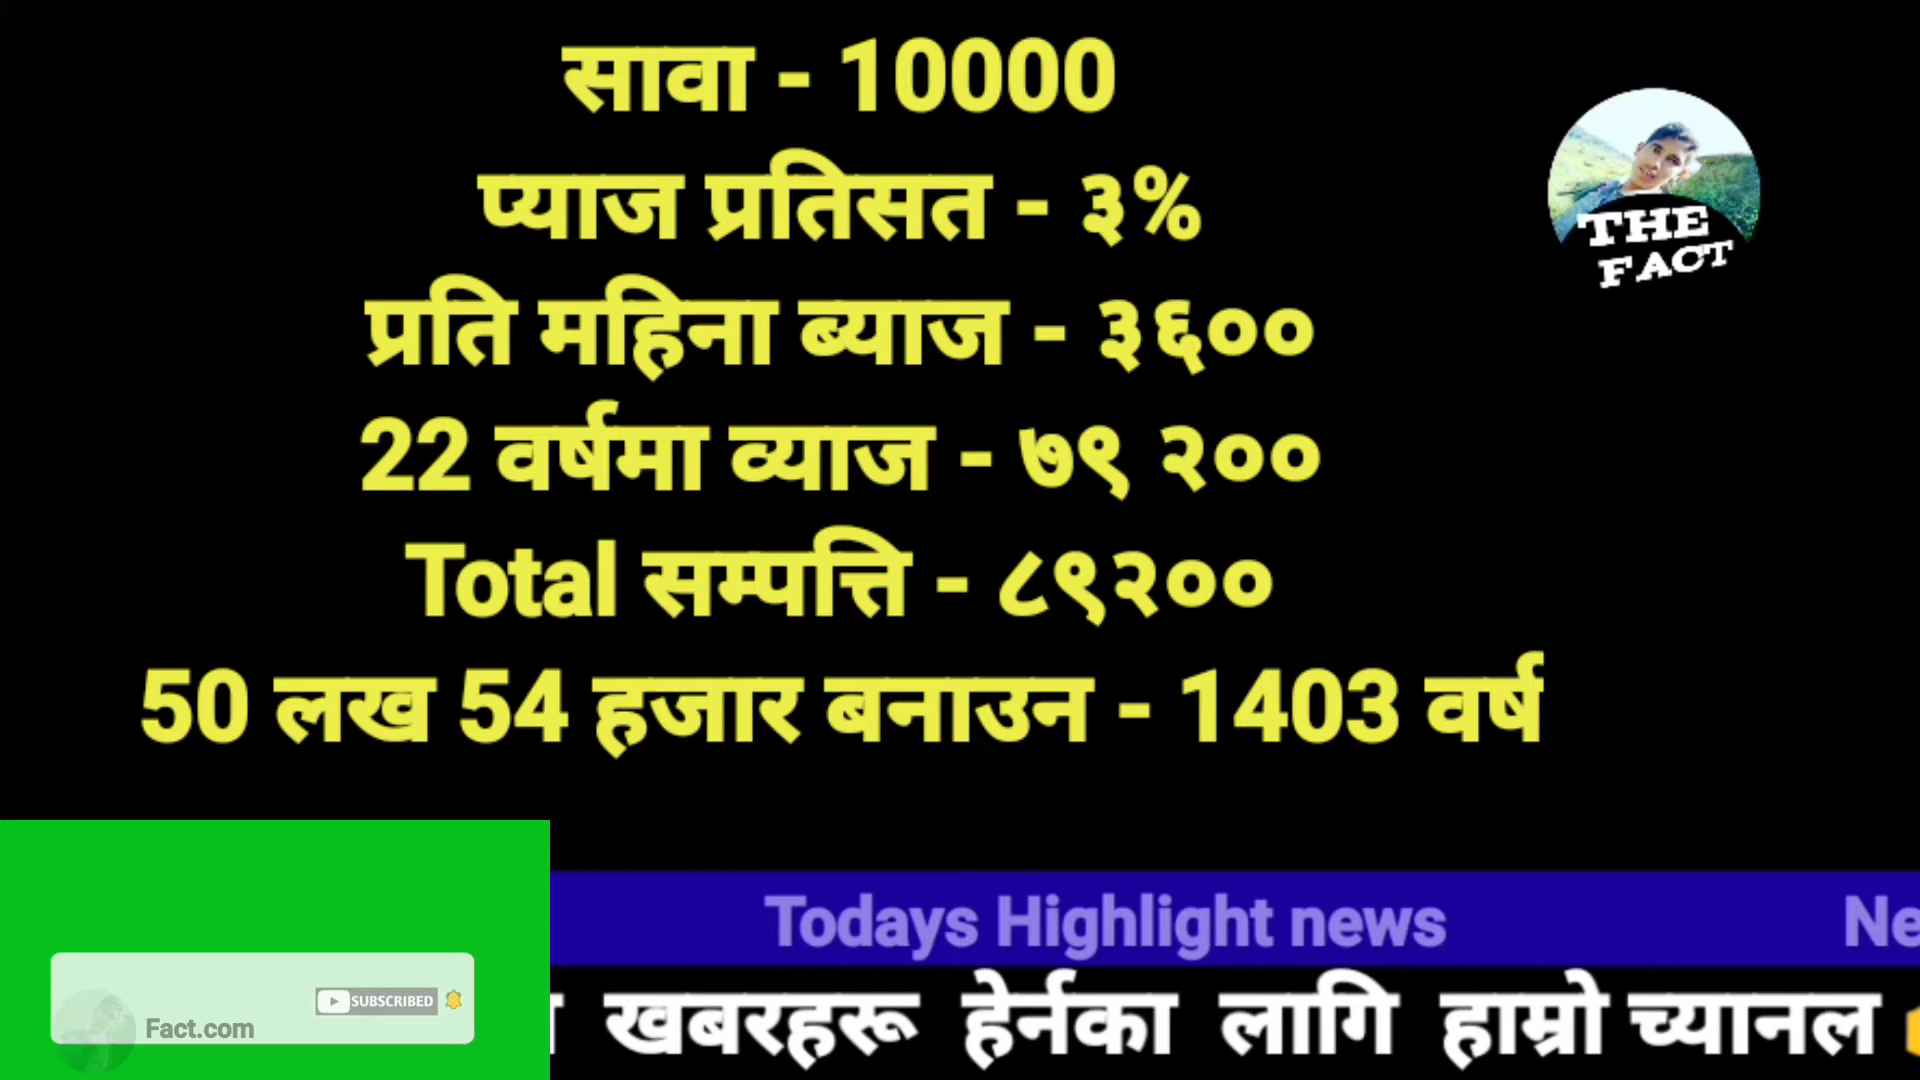 सावा - 10000
प्याज प्रतिसत - ३%
प्रति महिना ब्याज - ३६००
22 वर्षमा व्याज - ७९ २००
Total सम्पत्ति - ८९२००
50 लख 54 हजार बनाउन - 1403 वर्ष
THE
FACT
Todays Highlight news
खबरहरू हेर्नका लागि हाम्रो च्यानल
SUBSCRIBED
Fact.com